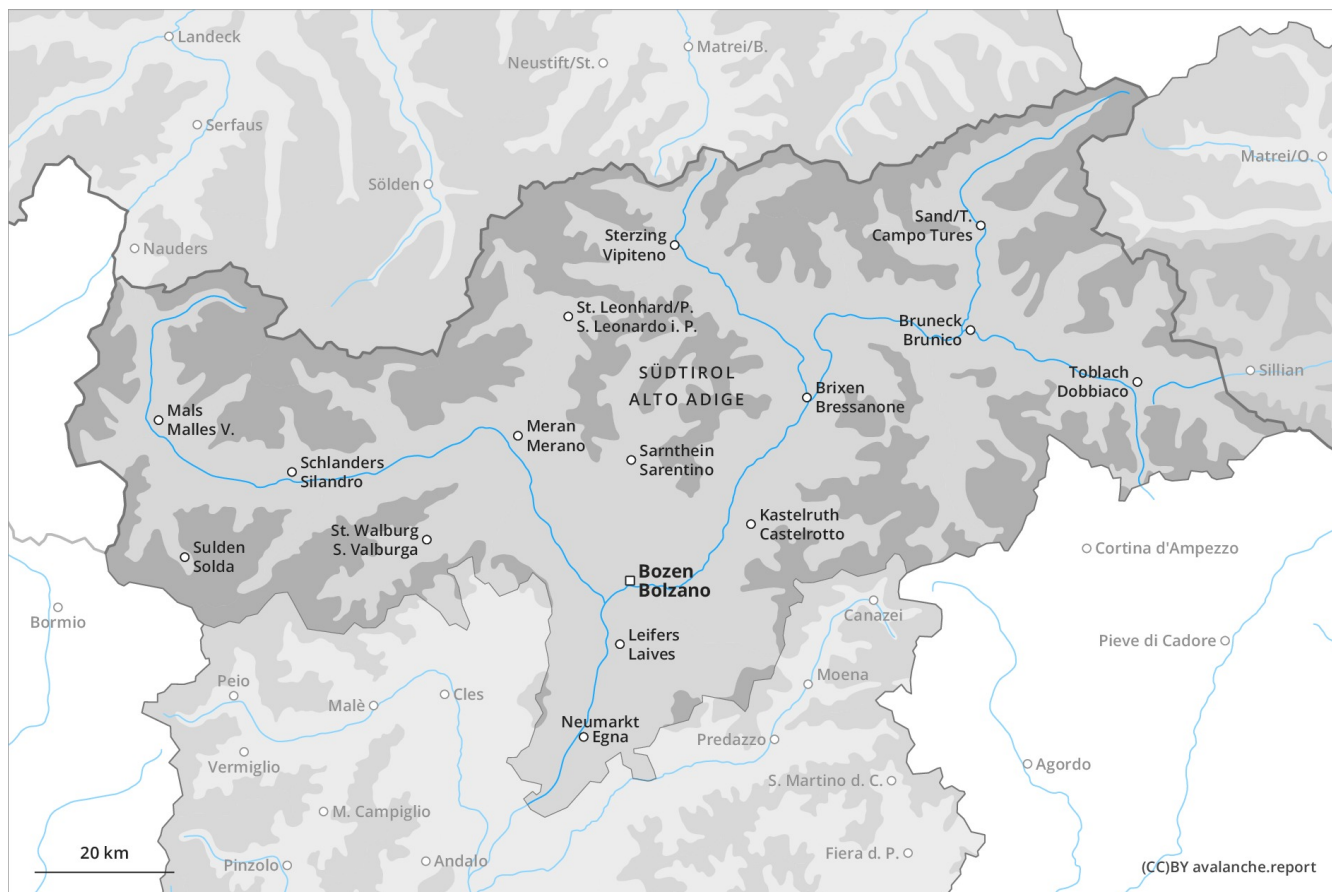 Landeck
Matrei/B.
Neustift/St.
Serfaus
Matrei/O.
Sölden
Nauders
Sand/T.
Campo Tures
Sterzing
Vipiteno
St. Leonhard/P.
S. Leonardo i. P.
Bruneck
Brunico
SÜDTIROL
ALTO ADIGE
Toblach
Dobbiaco
Sillian
Brixen
Bressanone
Mals
Malles V.
Meran
Merano
Schlanders
Silandro
Sarnthein
Sarentino
St. Walburg
S. Valburga
Kastelruth
Castelrotto
Sulden
Solda
Cortina d'Ampezzo
Bozen
Bolzano
Bormio
Canazei
Leifers
Laives
Pieve di Cadore
Peio
Moena
Malè
Cles
Neumarkt
Egna
Predazzo
Vermiglio
Agordo
S. Martino d. C.
M. Campiglio
20 km
Pinzolo
Andalo
Fiera d. P.
(CC)BY avalanche.report